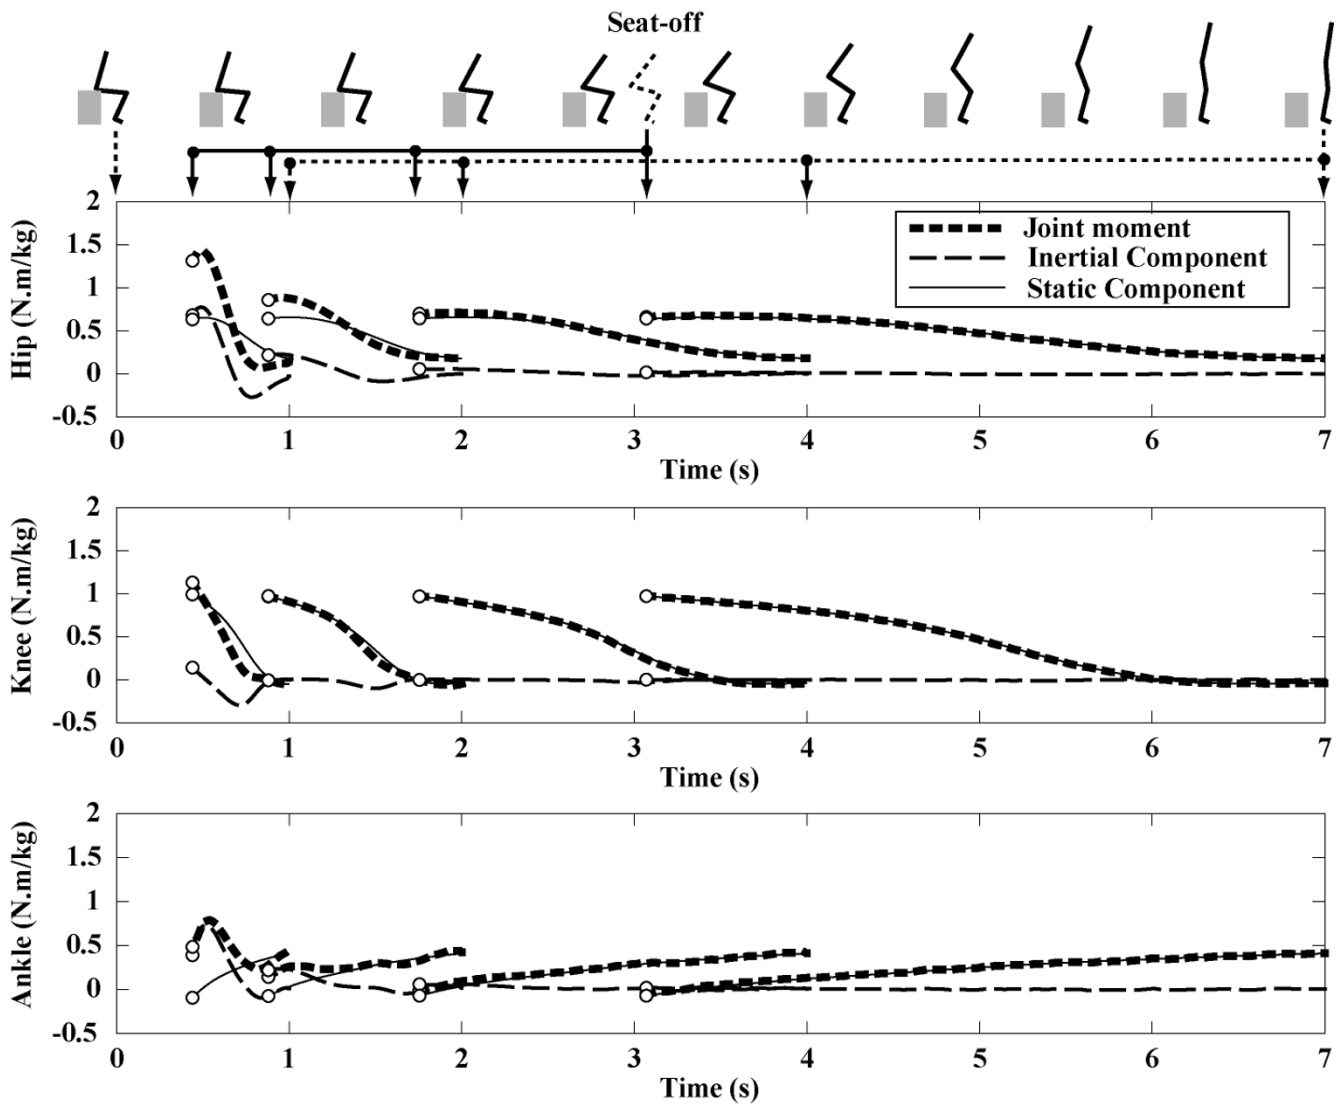 Seat-off
Hip (N.m/kg)
2
1.5
1
0.5
0
-0.5
Joint moment
Inertial Component
Static Component
0 1 2 3 4 5 6 7
Time (s)
Knee (N.m/kg)
2
1.5
1
0.5
0
-0.5
0 1 2 3 4 5 6 7
Time (s)
Ankle (N.m/kg)
2
1.5
1
0.5
0
-0.5
0 1 2 3 4 5 6 7
Time (s)